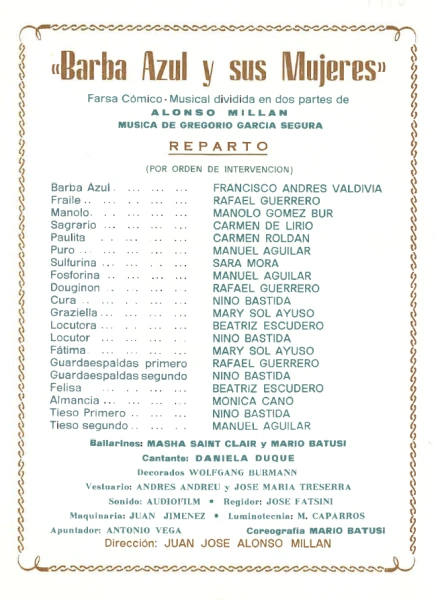 «Barba Azul y sus Mujeres»
Farsa Cómico - Musical dividida en dos partes de
ALONSO MILLAN
MUSICA DE GREGORIO GARCIA SEGURA
REPARTO
(POR ORDEN DE INTERVENCION)
Barba Azul . ... ... ... FRANCISCO ANDRES VALDIVIA
Fraile .. ... ... ... ... RAFAEL GUERRERO
Manolo. . ... ... ... ... MANOLO GOMEZ BUR
Sagrario ... ... ... ... CARMEN DE LIRIO
Paulita . . ... ... ... CARMEN ROLDAN
Puro ... ... ... ... ... MANUEL AGUILAR
Sulfurina ... .. . ... ... SARA MORA
Fosforina .. ... ... ... MANUEL AGUILAR
Douginon .. ... ... ... RAFAEL GUERRERO
Cura .. . ... ... ... NINO BASTIDA
Graziella ... ... ... ... MARY SOL AYUSO
Locutora ... . . ... ... BEATRIZ ESCUDERO
Locutor ... ... ... ... NINO BASTIDA
Fátima. ... ... ... ... MARY SOL AYUSO
Guardaespaldas primero RAFAEL GUERRERO
Guardaespaldas segundo NINO BASTIDA
Felisa ... . . ... ... BEATRIZ ESCUDERO
Almancia ... ... ... ... MONICA CANO
Tieso Primero .. ... ... NINO BASTIDA
Tieso segundo .. ... ... MANUEL AGUILAR
Bailarines: MASHA SAINT CLAIR y MARIO BATUSI
Cantante: DANIELA DUQUE
Decorados WOLFGANG BURMANN
Vestuario: ANDRES ANDREU y JOSE MARIA TRESERRA
Sonido: AUDIOFILM • Regidor: JOSE FATSINI
Maquinaria: JUAN JIMENEZ • Luminotecnia: M. CAPARROS
Apuntador: ANTONIO VEGA Coreografía MARIO BATUSI
Dirección: JUAN JOSE ALONSO MILLAN